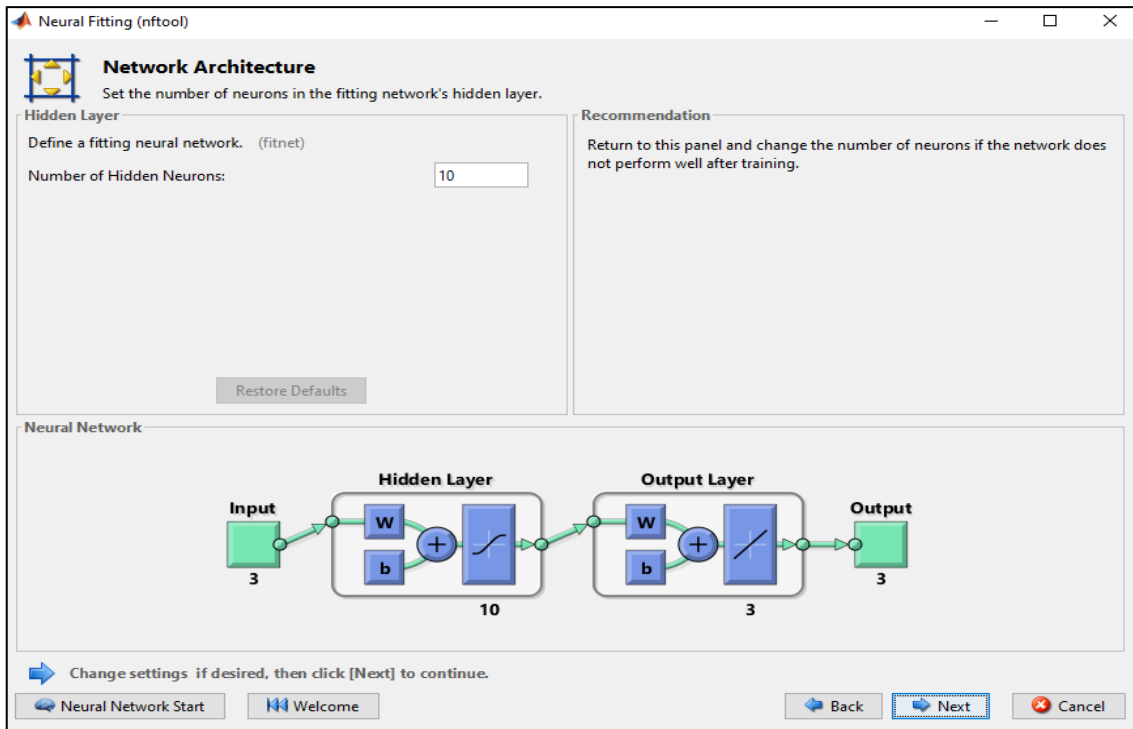 Neural Fitting (nftool)
Network Architecture
Set the number of neurons in the fitting network's hidden layer.
Hidden Layer
Define a fitting neural network. (fitnet)
Number of Hidden Neurons: 10
Restore Defaults
Recommendation
Return to this panel and change the number of neurons if the network does
not perform well after training.
Neural Network
Hidden Layer
Output Layer
Input
Output
W
b
+
W
b
+
3
10
3
3
Change settings if desired, then click [Next] to continue.
Neural Network Start
Welcome
Back
Next
Cancel